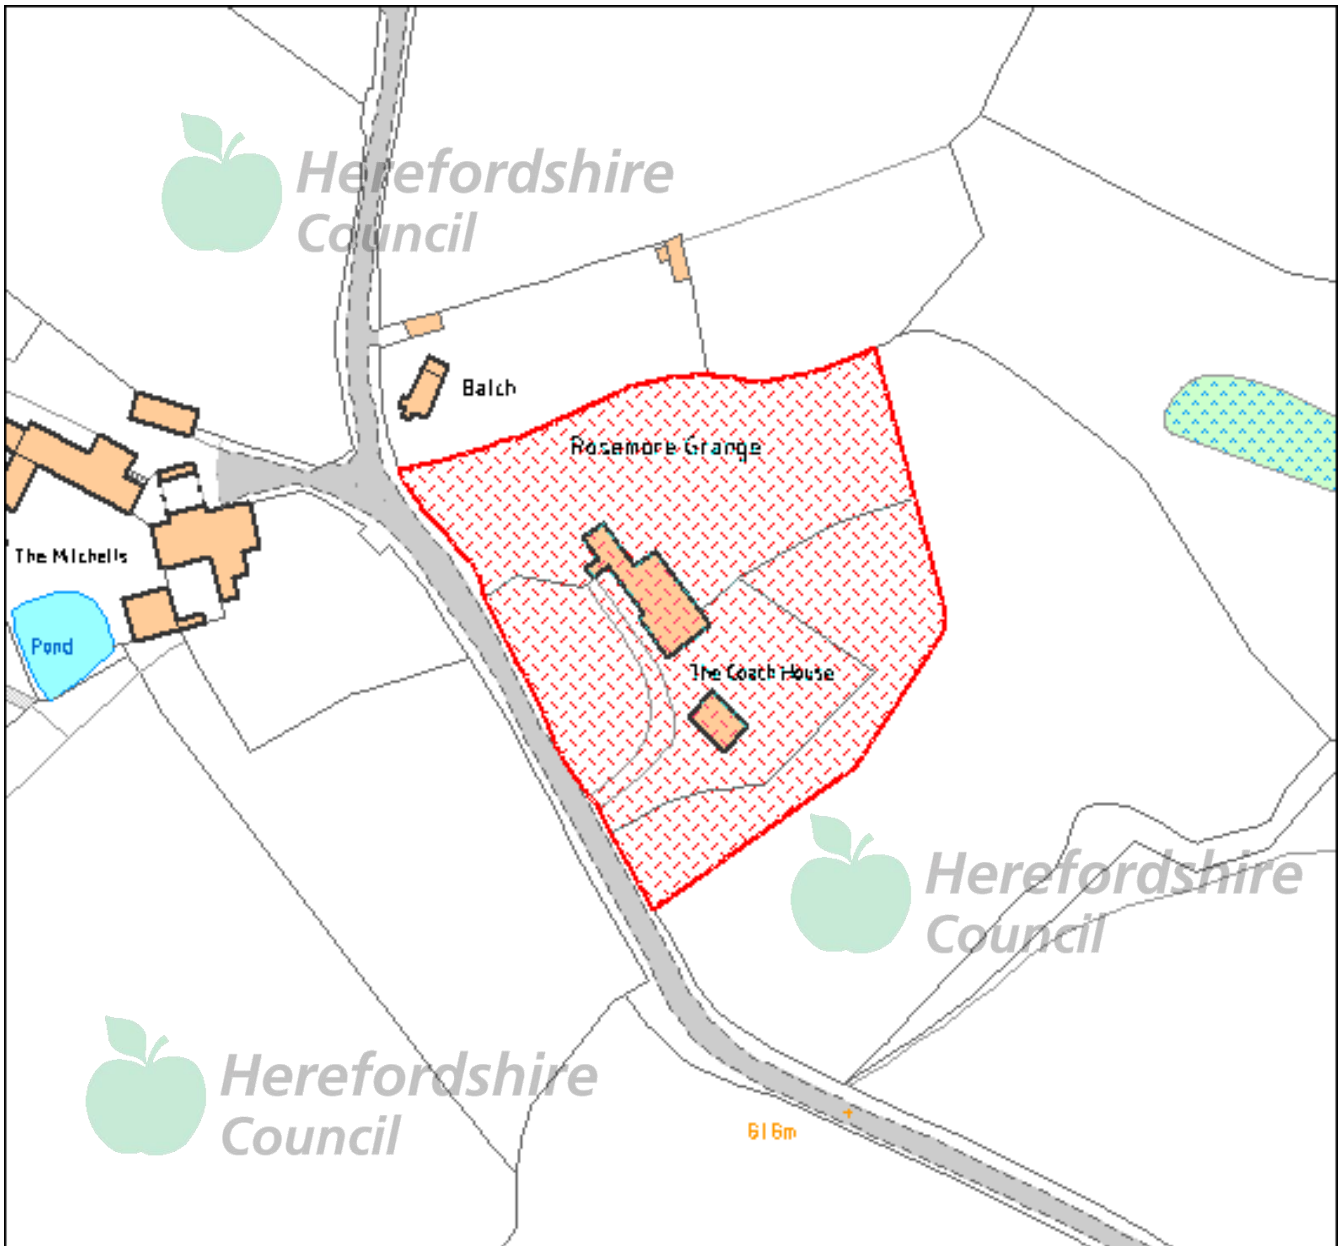 Herefordshire
Council
Balch
Rosemore Grange
The Mitchells
Pond
The Coach House
Herefordshire
Council
Herefordshire
Council
616m